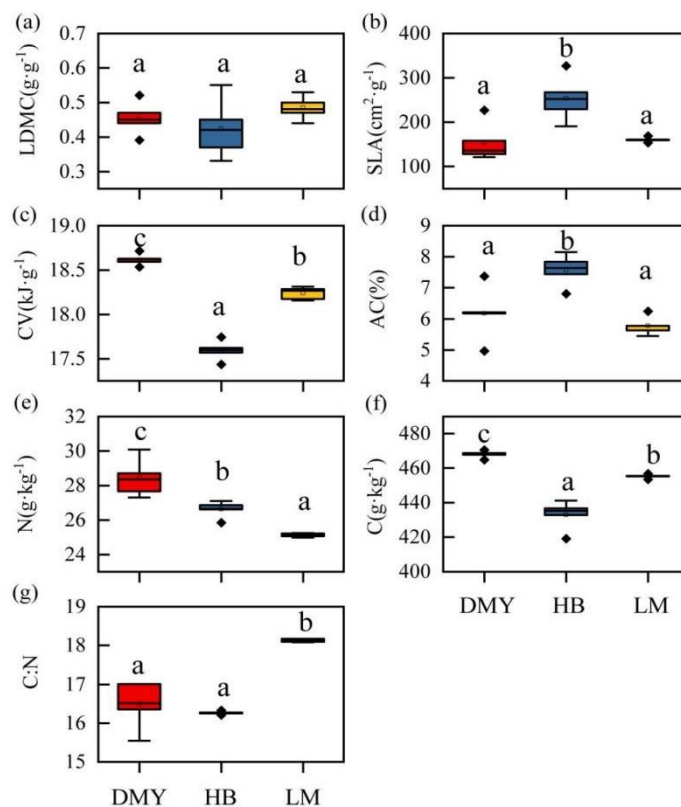 (a)
LDMC(g·g⁻¹)
0.7
0.6
0.5
0.4
0.3
a
a
a
(b)
SLA(cm²·g⁻¹)
400
300
200
100
a
b
a
(c)
CV(kJ·g⁻¹)
19.0
18.5
18.0
17.5
c
a
b
(d)
AC(%)
9
8
7
6
5
4
a
b
a
(e)
N(g·kg⁻¹)
32
30
28
26
24
c
b
a
(f)
C(g·kg⁻¹)
480
460
440
420
400
c
a
b
DMY HB LM
(g)
C:N
19
18
17
16
15
a
a
b
DMY HB LM